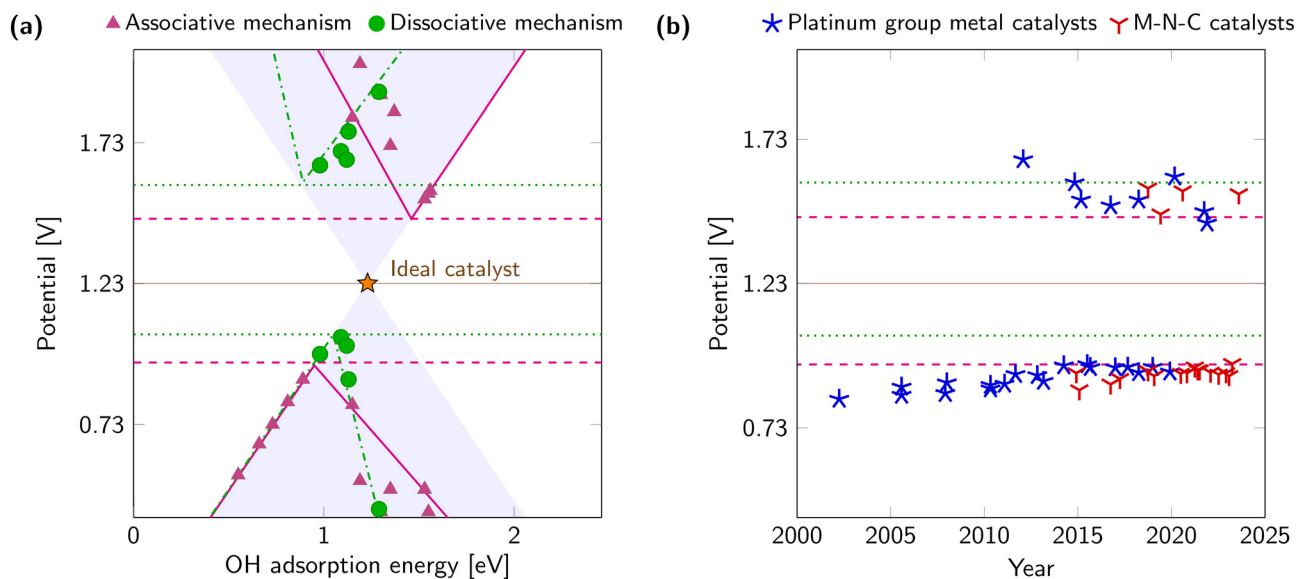 (a)
Associative mechanism
Dissociative mechanism
Potential [V]
1.73
1.23
0.73
Ideal catalyst
0
1
2
OH adsorption energy [eV]
(b)
Platinum group metal catalysts
M-N-C catalysts
Potential [V]
1.73
1.23
0.73
2000
2005
2010
2015
2020
2025
Year